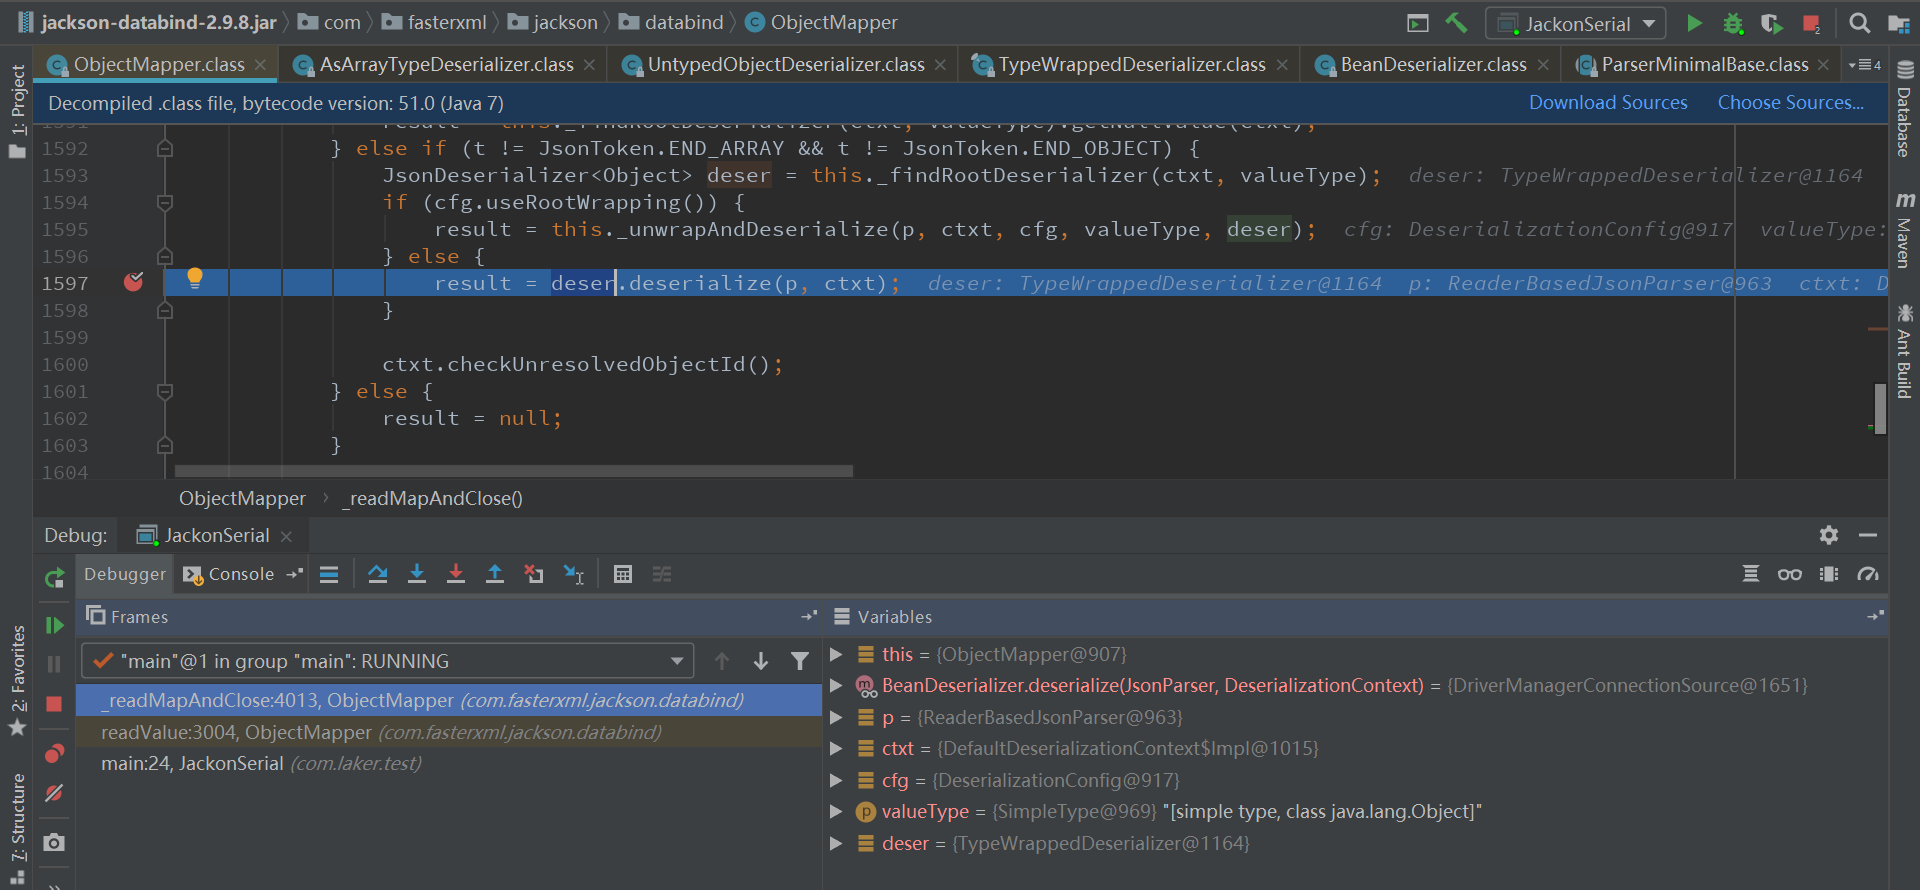 jackson-databind-2.9.8.jar com fasterxml jackson databind ObjectMapper JackonSerial
ObjectMapper.class AsArrayTypeDeserializer.class UntypedObjectDeserializer.class TypeWrappedDeserializer.class BeanDeserializer.class ParserMinimalBase.class 4
Decompiled .class file, bytecode version: 51.0 (Java 7) Download Sources Choose Sources...
1592 } else if (t != JsonToken.END_ARRAY && t != JsonToken.END_OBJECT) {
1593 JsonDeserializer<Object> deser = this._findRootDeserializer(ctxt, valueType); deser: TypeWrappedDeserializer@1164
1594 if (cfg.useRootWrapping()) {
1595 result = this._unwrapAndDeserialize(p, ctxt, cfg, valueType, deser); cfg: DeserializationConfig@917 valueType:
1596 } else {
1597 result = deser.deserialize(p, ctxt); deser: TypeWrappedDeserializer@1164 p: ReaderBasedJsonParser@963 ctxt: D
1598 }
1599
1600 ctxt.checkUnresolvedObjectId();
1601 } else {
1602 result = null;
1603 }
1604
ObjectMapper _readMapAndClose()
Debug: JackonSerial
Debugger Console
Frames
"main"@1 in group "main": RUNNING
_readMapAndClose:4013, ObjectMapper (com.fasterxml.jackson.databind)
readValue:3004, ObjectMapper (com.fasterxml.jackson.databind)
main:24, JackonSerial (com.laker.test)
Variables
this = {ObjectMapper@907}
BeanDeserializer.deserialize(JsonParser, DeserializationContext) = {DriverManagerConnectionSource@1651}
p = {ReaderBasedJsonParser@963}
ctxt = {DefaultDeserializationContext$Impl@1015}
cfg = {DeserializationConfig@917}
valueType = {SimpleType@969} "[simple type, class java.lang.Object]"
deser = {TypeWrappedDeserializer@1164}
1: Project
2: Favorites
7: Structure
Database
Maven
Ant Build